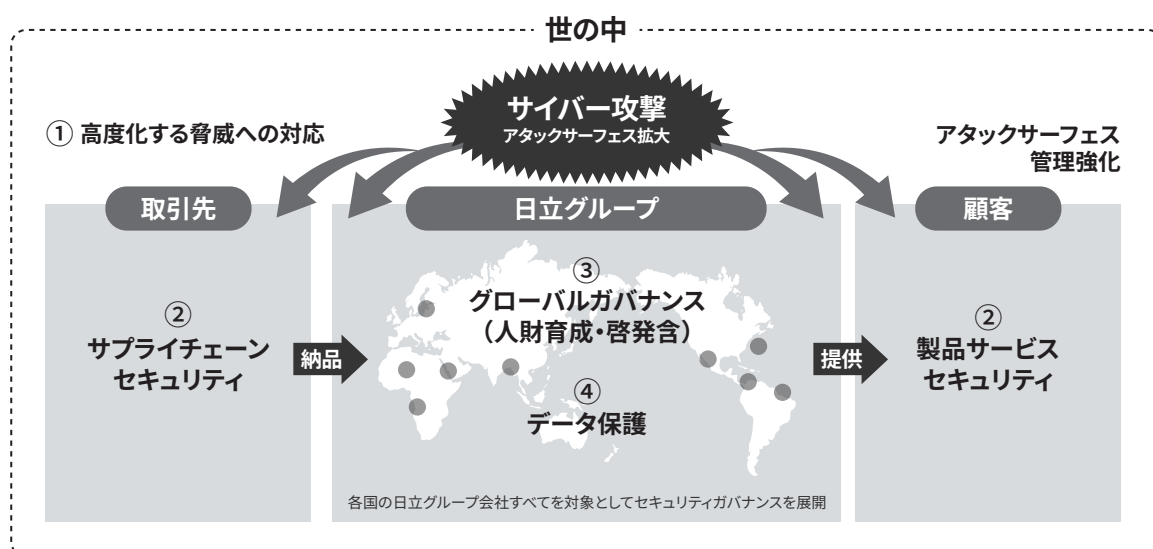 世の中
サイバー攻撃
アタックサーフェス拡大
① 高度化する脅威への対応
アタックサーフェス
管理強化
取引先
日立グループ
顧客
②
サプライチェーン
セキュリティ
納品
③
グローバルガバナンス
（人財育成・啓発含）
④
データ保護
各国の日立グループ会社すべてを対象としてセキュリティガバナンスを展開
提供
②
製品サービス
セキュリティ